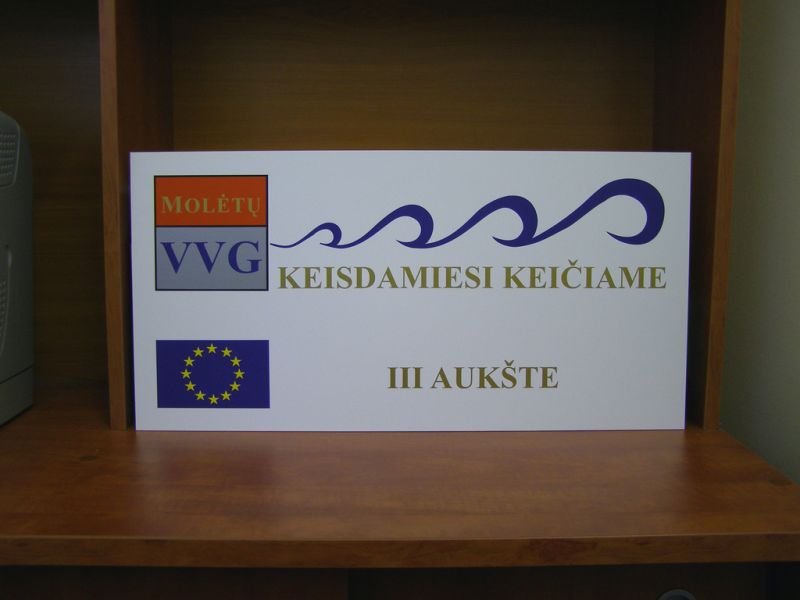 MOLĖTŲ
VVG
KEISDAMIESI KEIČIAME
III AUKŠTE